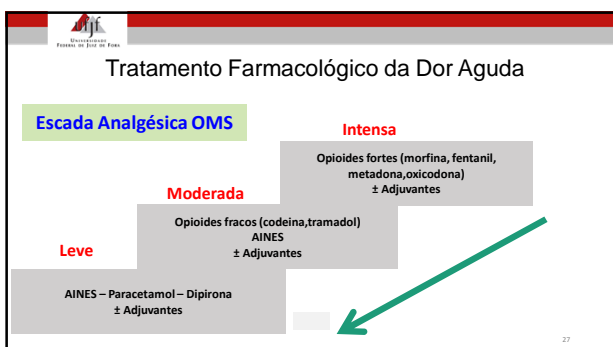 ufjf
UNIVERSIDADE
FEDERAL DE JUIZ DE FORA
Tratamento Farmacológico da Dor Aguda
Escada Analgésica OMS
Intensa
Opioides fortes (morfina, fentanil,
metadona,oxicodona)
± Adjuvantes
Moderada
Opioides fracos (codeina,tramadol)
AINES
± Adjuvantes
Leve
AINES – Paracetamol – Dipirona
± Adjuvantes
27